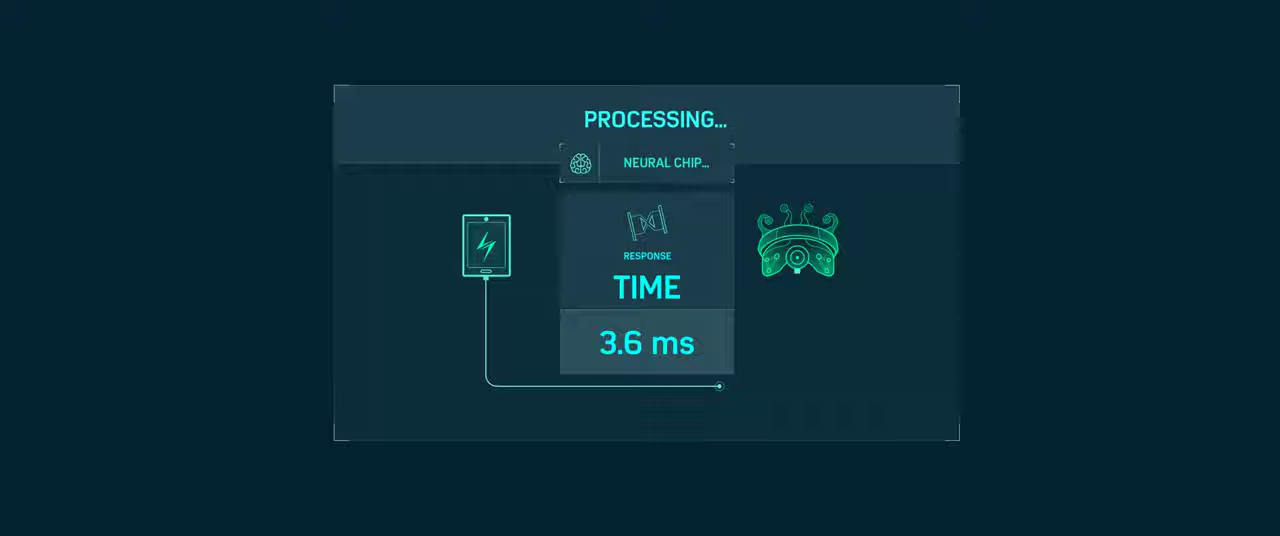 PROCESSING...
NEURAL CHIP...
RESPONSE
TIME
3.6 ms